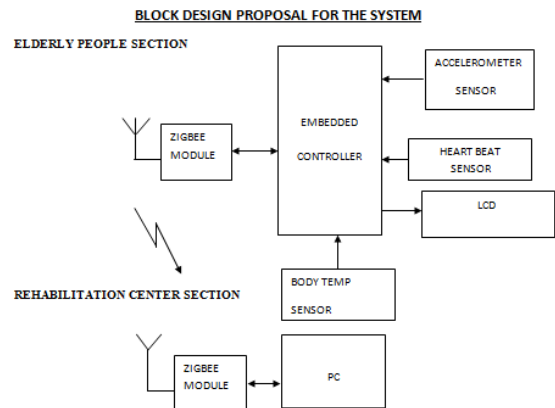 BLOCK DESIGN PROPOSAL FOR THE SYSTEM
ELDERLY PEOPLE SECTION
ACCELEROMETER
SENSOR
EMBEDDED
CONTROLLER
ZIGBEE
MODULE
HEART BEAT
SENSOR
LCD
BODY TEMP
SENSOR
REHABILITATION CENTER SECTION
ZIGBEE
MODULE
PC